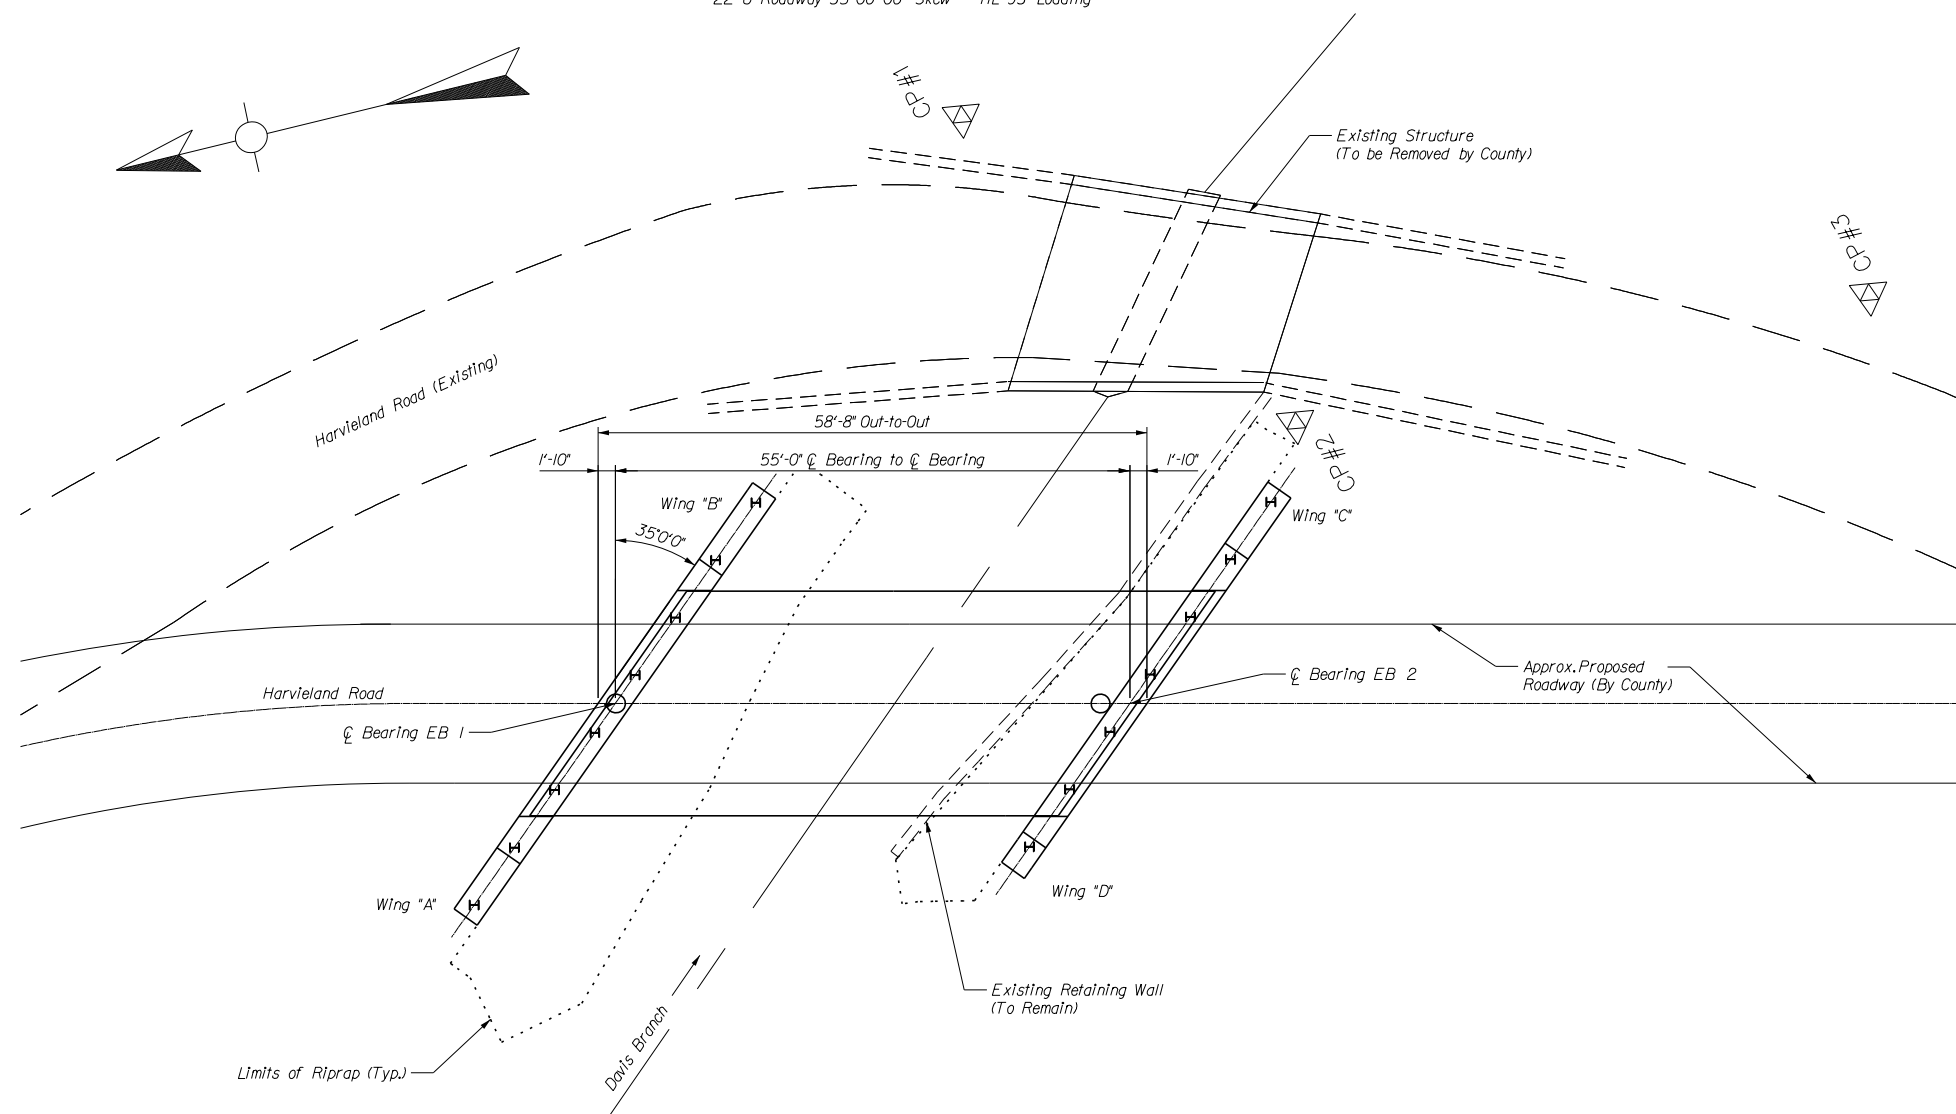 22'-0" Roadway 35°00'00" Skew HL-93 Loading
CP#1
Existing Structure
(To be Removed by County)
CP#3
Harvieland Road (Existing)
58'-8" Out-to-Out
1'-10"
55'-0" ℄ Bearing to ℄ Bearing
1'-10"
CP#2
Wing "B"
Wing "C"
35°0'0"
Approx. Proposed
Roadway (By County)
℄ Bearing EB 2
Harvieland Road
℄ Bearing EB 1
Wing "A"
Wing "D"
Existing Retaining Wall
(To Remain)
Davis Branch
Limits of Riprap (Typ.)